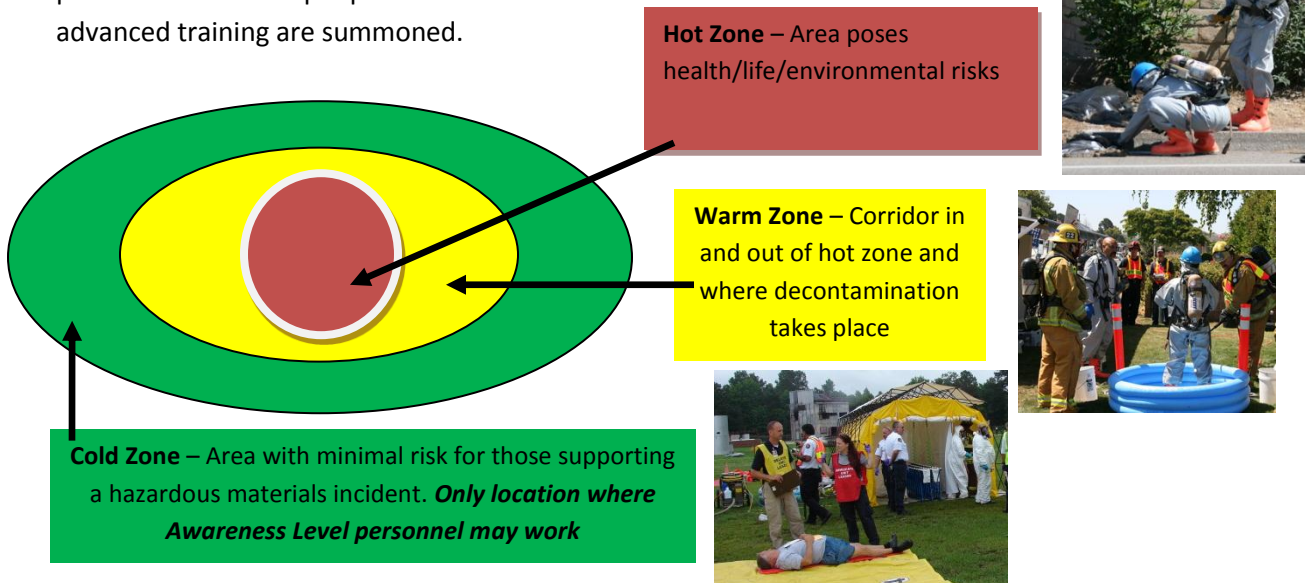 advanced training are summoned.
Hot Zone – Area poses
health/life/environmental risks
Warm Zone – Corridor in
and out of hot zone and
where decontamination
takes place
Cold Zone – Area with minimal risk for those supporting
a hazardous materials incident. Only location where
Awareness Level personnel may work